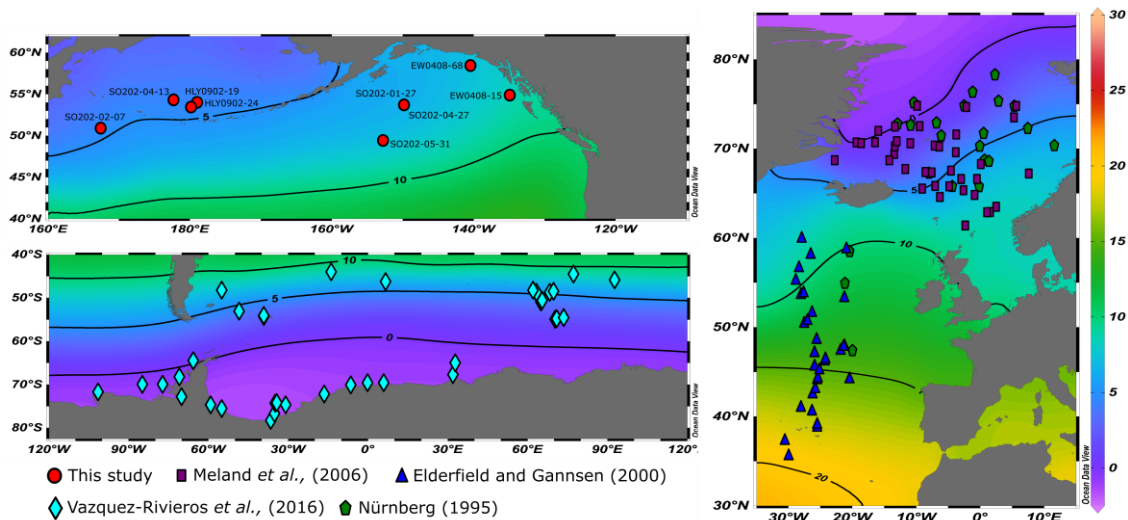 60°N
55°N
50°N
45°N
40°N
SO202-04-13
HLY0902-19
HLY0902-24
SO202-02-07
5
EW0408-68
EW0408-15
SO202-01-27
SO202-04-27
SO202-05-31
10
Ocean Data View
160°E
180°E
160°W
140°W
120°W
40°S
50°S
60°S
70°S
80°S
10
5
0
Ocean Data View
120°W
90°W
60°W
30°W
0°E
30°E
60°E
90°E
120°E
This study
Meland et al., (2006)
Elderfield and Gannsen (2000)
Vazquez-Rivieros et al., (2016)
Nürnberg (1995)
80°N
70°N
60°N
50°N
40°N
30°N
0
5
10
20
Ocean Data View
30°W
20°W
10°W
0°E
10°E
30
25
20
15
10
5
0